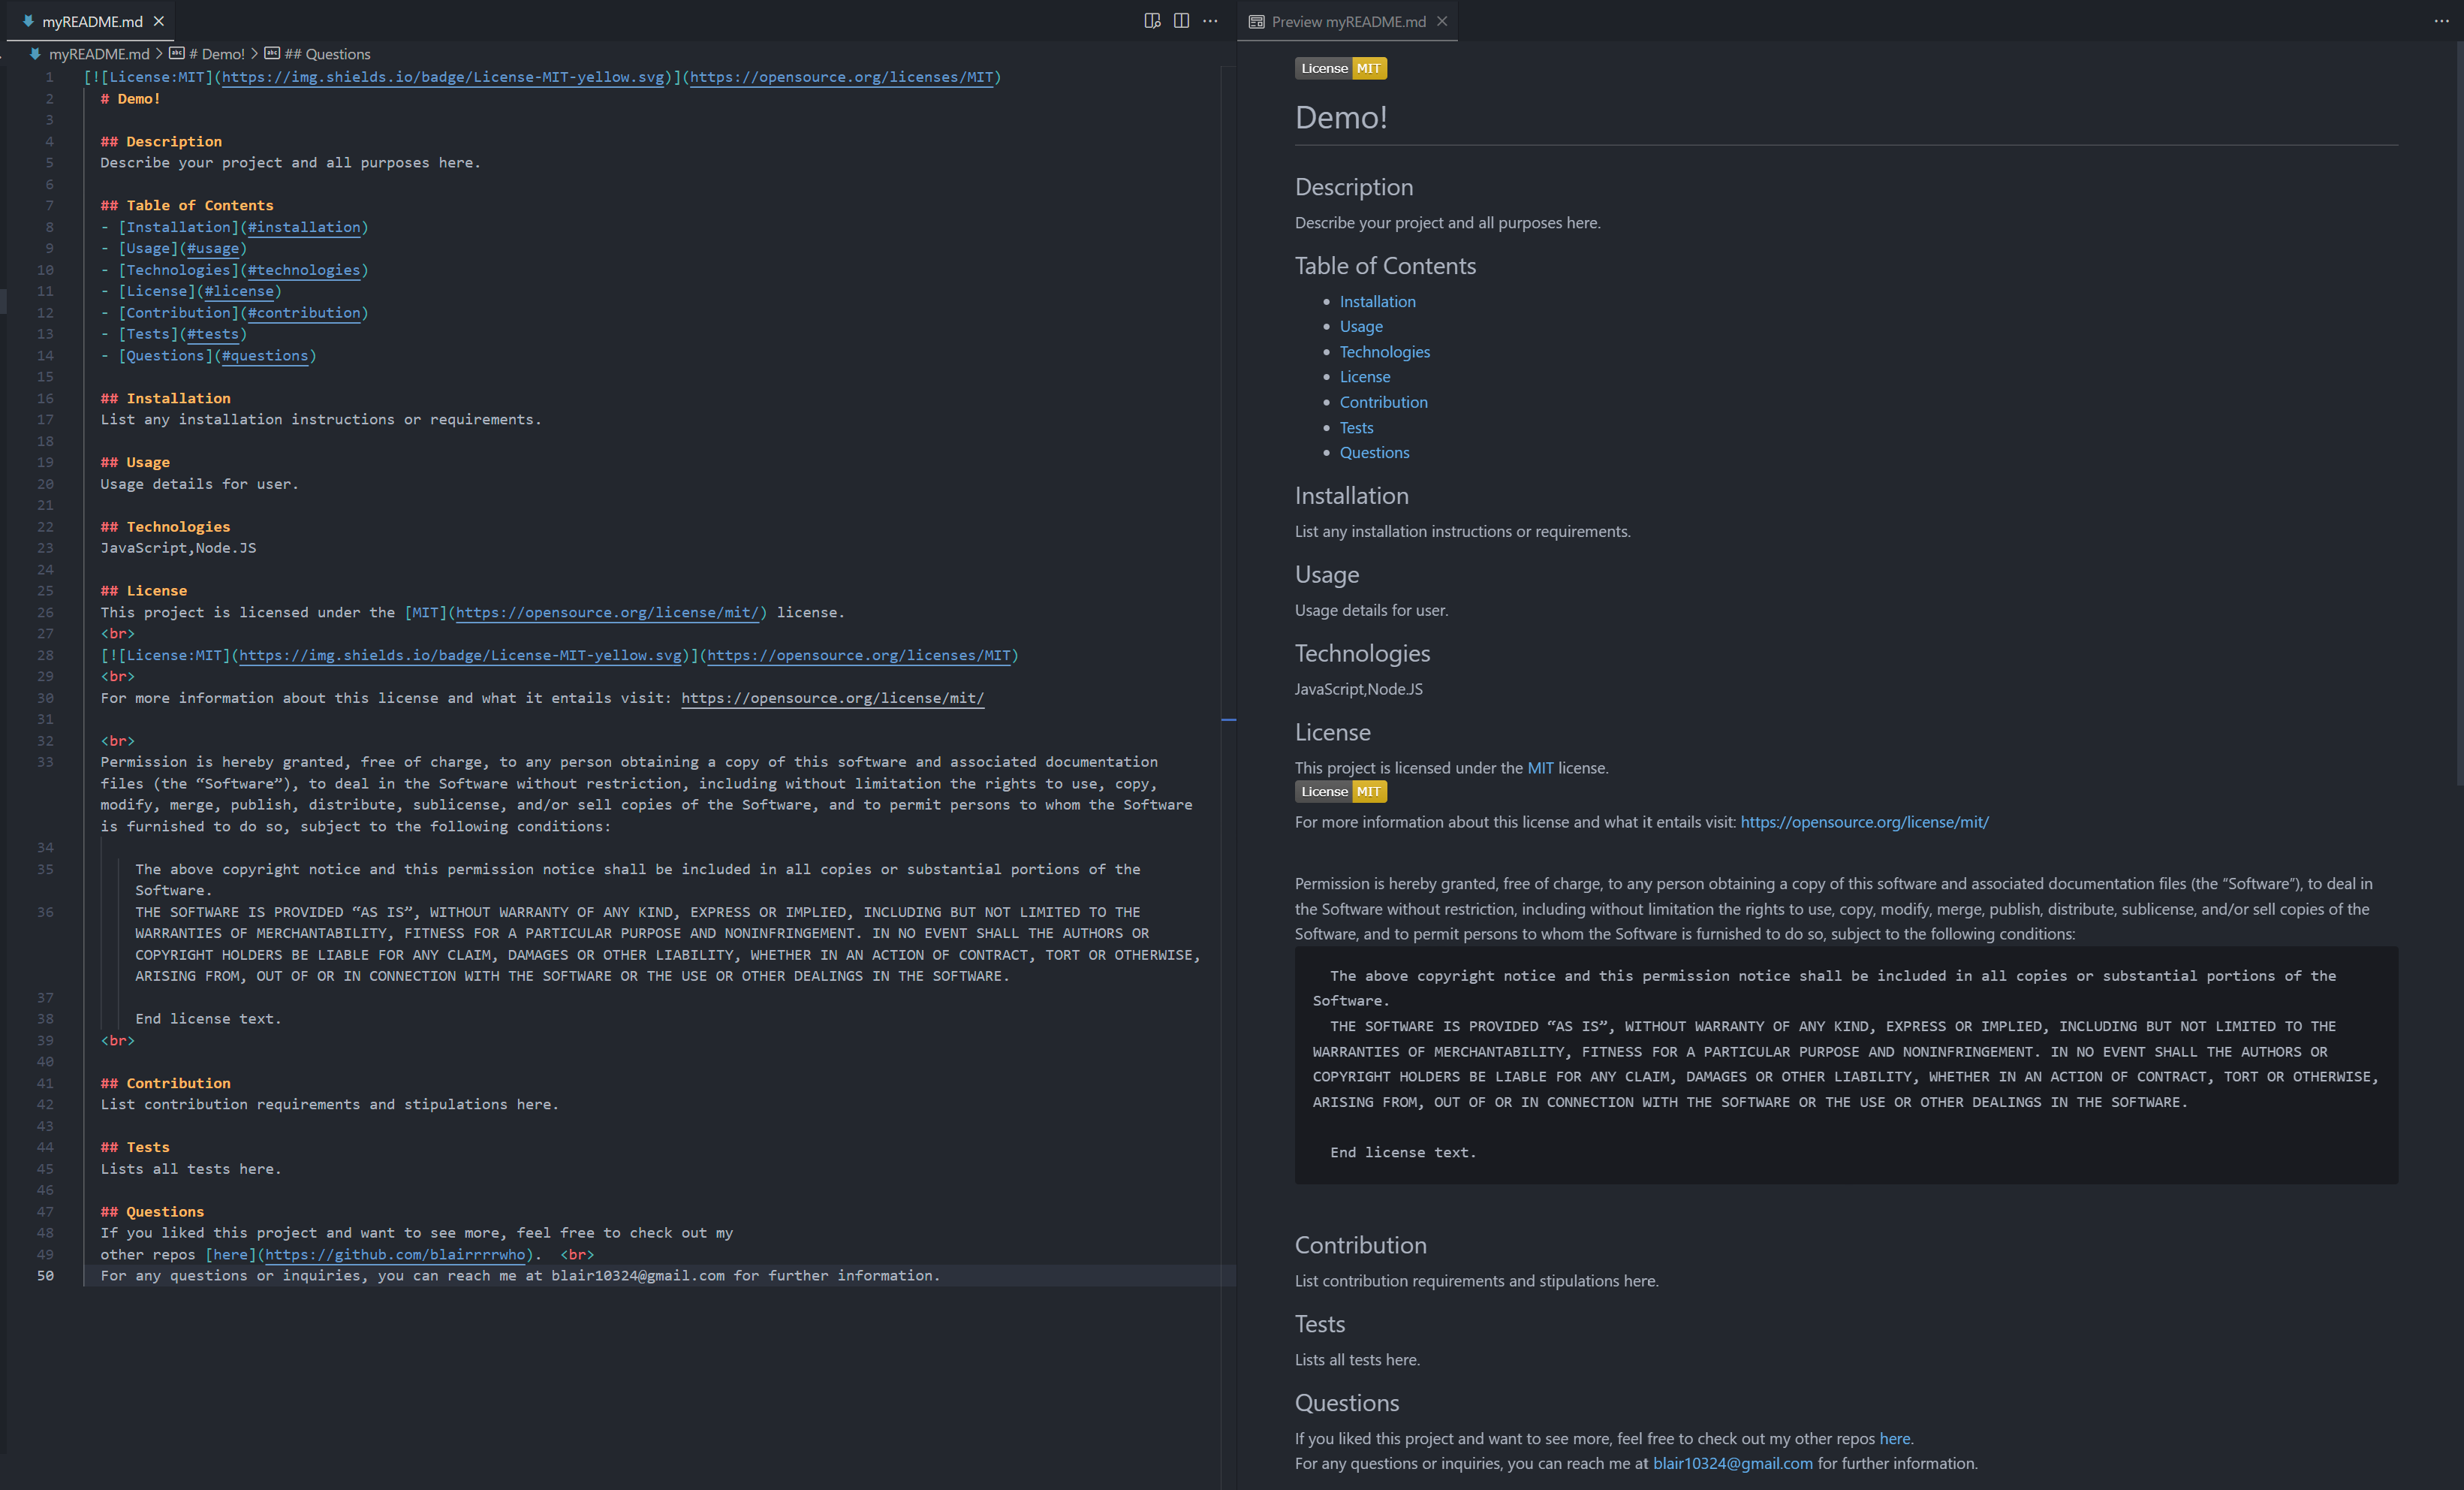 myREADME.md
myREADME.md > # Demo! > ## Questions
1 [![License:MIT](https://img.shields.io/badge/License-MIT-yellow.svg)](https://opensource.org/licenses/MIT)
2 # Demo!
3
4 ## Description
5 Describe your project and all purposes here.
6
7 ## Table of Contents
8 - [Installation](#installation)
9 - [Usage](#usage)
10 - [Technologies](#technologies)
11 - [License](#license)
12 - [Contribution](#contribution)
13 - [Tests](#tests)
14 - [Questions](#questions)
15
16 ## Installation
17 List any installation instructions or requirements.
18
19 ## Usage
20 Usage details for user.
21
22 ## Technologies
23 JavaScript,Node.JS
24
25 ## License
26 This project is licensed under the [MIT](https://opensource.org/license/mit/) license.
27 <br>
28 [![License:MIT](https://img.shields.io/badge/License-MIT-yellow.svg)](https://opensource.org/licenses/MIT)
29 <br>
30 For more information about this license and what it entails visit: https://opensource.org/license/mit/
31
32 <br>
33 Permission is hereby granted, free of charge, to any person obtaining a copy of this software and associated documentation
files (the “Software”), to deal in the Software without restriction, including without limitation the rights to use, copy,
modify, merge, publish, distribute, sublicense, and/or sell copies of the Software, and to permit persons to whom the Software
is furnished to do so, subject to the following conditions:
34
35 The above copyright notice and this permission notice shall be included in all copies or substantial portions of the
Software.
36 THE SOFTWARE IS PROVIDED “AS IS”, WITHOUT WARRANTY OF ANY KIND, EXPRESS OR IMPLIED, INCLUDING BUT NOT LIMITED TO THE
WARRANTIES OF MERCHANTABILITY, FITNESS FOR A PARTICULAR PURPOSE AND NONINFRINGEMENT. IN NO EVENT SHALL THE AUTHORS OR
COPYRIGHT HOLDERS BE LIABLE FOR ANY CLAIM, DAMAGES OR OTHER LIABILITY, WHETHER IN AN ACTION OF CONTRACT, TORT OR OTHERWISE,
ARISING FROM, OUT OF OR IN CONNECTION WITH THE SOFTWARE OR THE USE OR OTHER DEALINGS IN THE SOFTWARE.
37
38 End license text.
39 <br>
40
41 ## Contribution
42 List contribution requirements and stipulations here.
43
44 ## Tests
45 Lists all tests here.
46
47 ## Questions
48 If you liked this project and want to see more, feel free to check out my
49 other repos [here](https://github.com/blairrrrwho).  <br>
50 For any questions or inquiries, you can reach me at blair10324@gmail.com for further information.
Preview myREADME.md
License MIT
Demo!
Description
Describe your project and all purposes here.
Table of Contents
• Installation
• Usage
• Technologies
• License
• Contribution
• Tests
• Questions
Installation
List any installation instructions or requirements.
Usage
Usage details for user.
Technologies
JavaScript,Node.JS
License
This project is licensed under the MIT license.
License MIT
For more information about this license and what it entails visit: https://opensource.org/license/mit/
Permission is hereby granted, free of charge, to any person obtaining a copy of this software and associated documentation files (the “Software”), to deal in
the Software without restriction, including without limitation the rights to use, copy, modify, merge, publish, distribute, sublicense, and/or sell copies of the
Software, and to permit persons to whom the Software is furnished to do so, subject to the following conditions:
The above copyright notice and this permission notice shall be included in all copies or substantial portions of the
Software.
THE SOFTWARE IS PROVIDED “AS IS”, WITHOUT WARRANTY OF ANY KIND, EXPRESS OR IMPLIED, INCLUDING BUT NOT LIMITED TO THE
WARRANTIES OF MERCHANTABILITY, FITNESS FOR A PARTICULAR PURPOSE AND NONINFRINGEMENT. IN NO EVENT SHALL THE AUTHORS OR
COPYRIGHT HOLDERS BE LIABLE FOR ANY CLAIM, DAMAGES OR OTHER LIABILITY, WHETHER IN AN ACTION OF CONTRACT, TORT OR OTHERWISE,
ARISING FROM, OUT OF OR IN CONNECTION WITH THE SOFTWARE OR THE USE OR OTHER DEALINGS IN THE SOFTWARE.
End license text.
Contribution
List contribution requirements and stipulations here.
Tests
Lists all tests here.
Questions
If you liked this project and want to see more, feel free to check out my other repos here.
For any questions or inquiries, you can reach me at blair10324@gmail.com for further information.